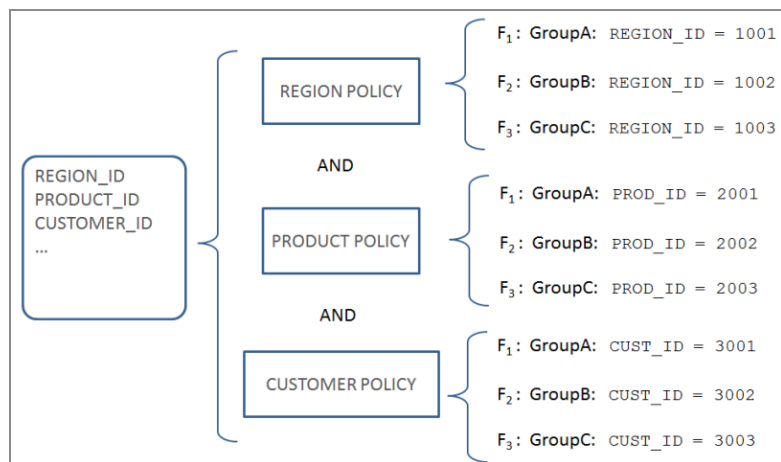 F₁: GroupA: REGION_ID = 1001
REGION POLICY
F₂: GroupB: REGION_ID = 1002
F₃: GroupC: REGION_ID = 1003
AND
REGION_ID
PRODUCT_ID
CUSTOMER_ID
...
F₁: GroupA: PROD_ID = 2001
PRODUCT POLICY
F₂: GroupB: PROD_ID = 2002
F₃: GroupC: PROD_ID = 2003
AND
F₁: GroupA: CUST_ID = 3001
CUSTOMER POLICY
F₂: GroupB: CUST_ID = 3002
F₃: GroupC: CUST_ID = 3003